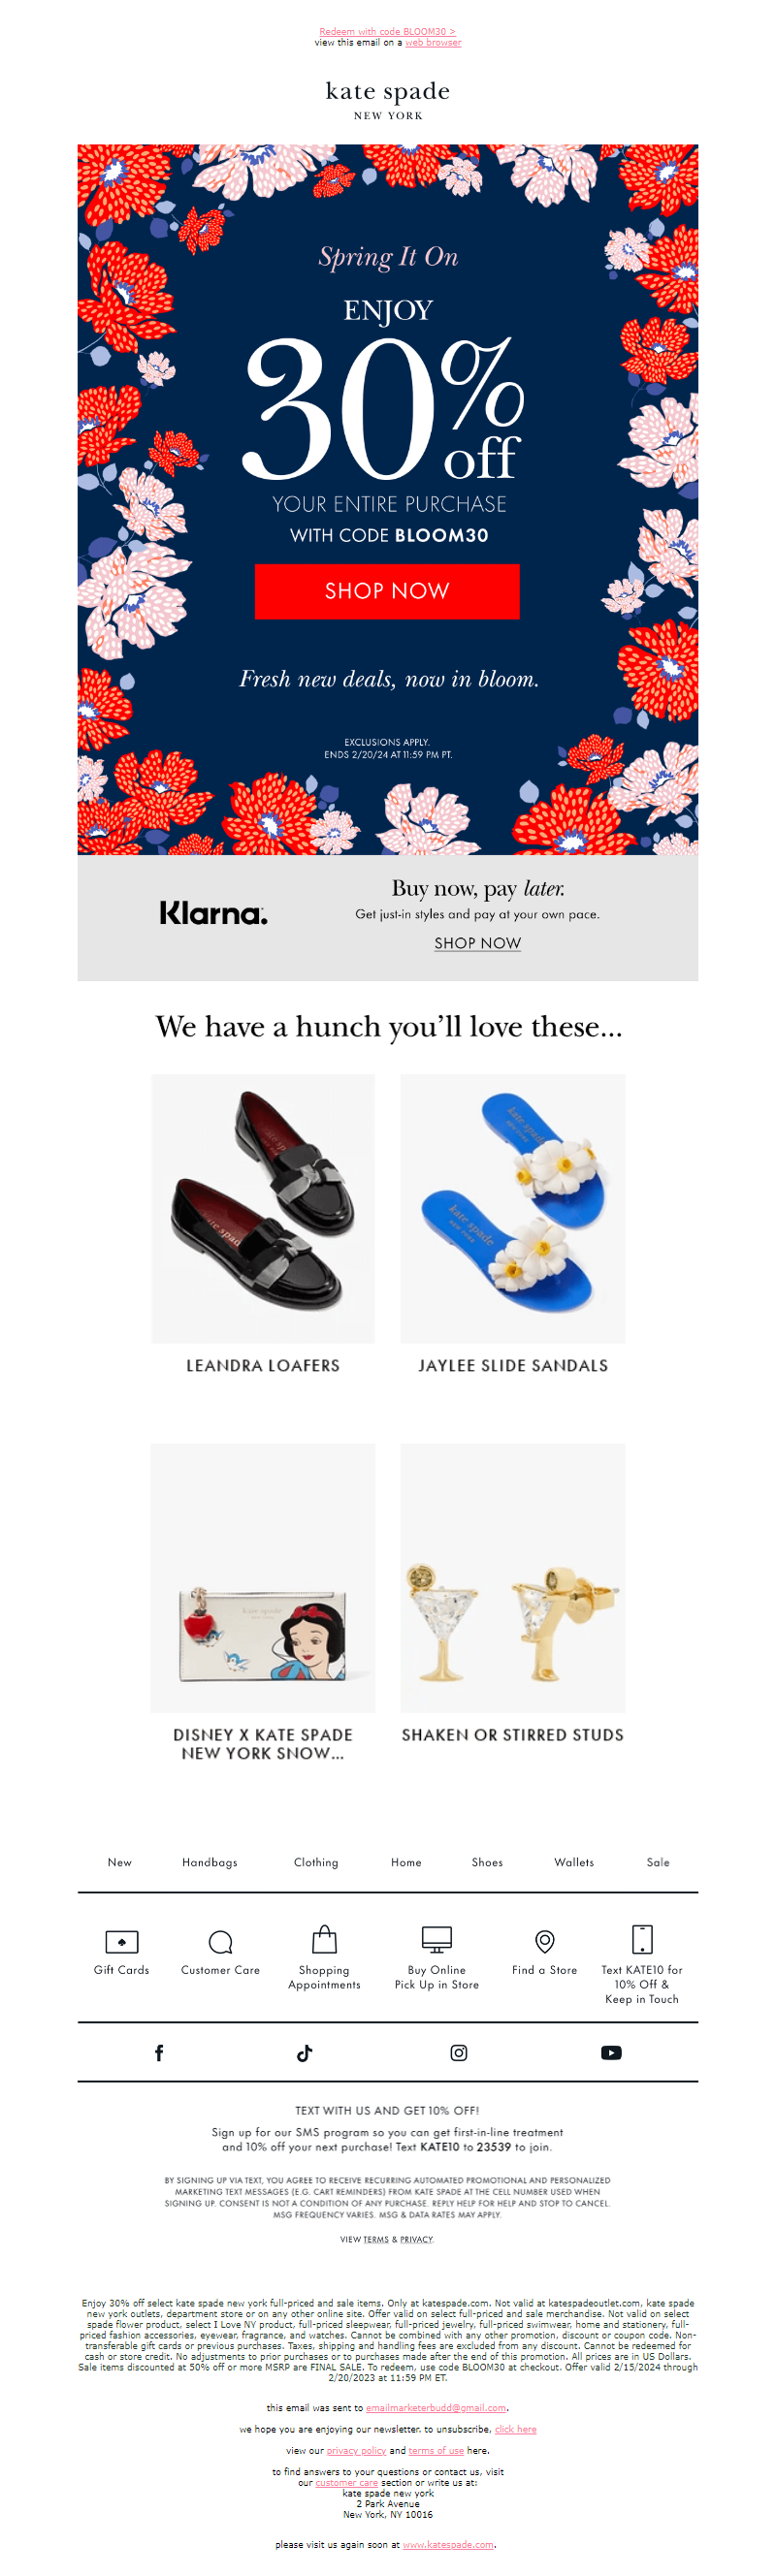 Redeem with code BLOOM30 >
view this email on a web browser
kate spade
NEW YORK
Spring It On
ENJOY
30% off
YOUR ENTIRE PURCHASE
WITH CODE BLOOM30
SHOP NOW
Fresh new deals, now in bloom.
EXCLUSIONS APPLY.
ENDS 2/20/24 AT 11:59 PM PT.
Klarna.
Buy now, pay later.
Get just-in styles and pay at your own pace.
SHOP NOW
We have a hunch you'll love these...
LEANDRA LOAFERS
JAYLEE SLIDE SANDALS
kate spade
NEW YORK
DISNEY X KATE SPADE
NEW YORK SNOW...
SHAKEN OR STIRRED STUDS
New Handbags Clothing Home Shoes Wallets Sale
Gift Cards
Customer Care
Shopping
Appointments
Buy Online
Pick Up in Store
Find a Store
Text KATE10 for
10% Off &
Keep in Touch
TEXT WITH US AND GET 10% OFF!
Sign up for our SMS program so you can get first-in-line treatment
and 10% off your next purchase! Text KATE10 to 23539 to join.
BY SIGNING UP VIA TEXT, YOU AGREE TO RECEIVE RECURRING AUTOMATED PROMOTIONAL AND PERSONALIZED
MARKETING TEXT MESSAGES (E.G. CART REMINDERS) FROM KATE SPADE AT THE CELL NUMBER USED WHEN
SIGNING UP. CONSENT IS NOT A CONDITION OF ANY PURCHASE. REPLY HELP FOR HELP AND STOP TO CANCEL.
MSG FREQUENCY VARIES. MSG & DATA RATES MAY APPLY.
VIEW TERMS & PRIVACY.
Enjoy 30% off select kate spade new york full-priced and sale items. Only at katespade.com. Not valid at katespadeoutlet.com, kate spade
new york outlets, department store or on any other online site. Offer valid on select full-priced and sale merchandise. Not valid on select
spade flower product, select I Love NY product, full-priced sleepwear, full-priced jewelry, full-priced swimwear, home and stationery, full-
priced fashion accessories, eyewear, fragrance, and watches. Cannot be combined with any other promotion, discount or coupon code. Non-
transferable gift cards or previous purchases. Taxes, shipping and handling fees are excluded from any discount. Cannot be redeemed for
cash or store credit. No adjustments to prior purchases or to purchases made after the end of this promotion. All prices are in US Dollars.
Sale items discounted at 50% off or more MSRP are FINAL SALE. To redeem, use code BLOOM30 at checkout. Offer valid 2/15/2024 through
2/20/2023 at 11:59 PM ET.
this email was sent to emailmarketerbudd@gmail.com.
we hope you are enjoying our newsletter. to unsubscribe, click here
view our privacy policy and terms of use here.
to find answers to your questions or contact us, visit
our customer care section or write us at:
kate spade new york
2 Park Avenue
New York, NY 10016
please visit us again soon at www.katespade.com.